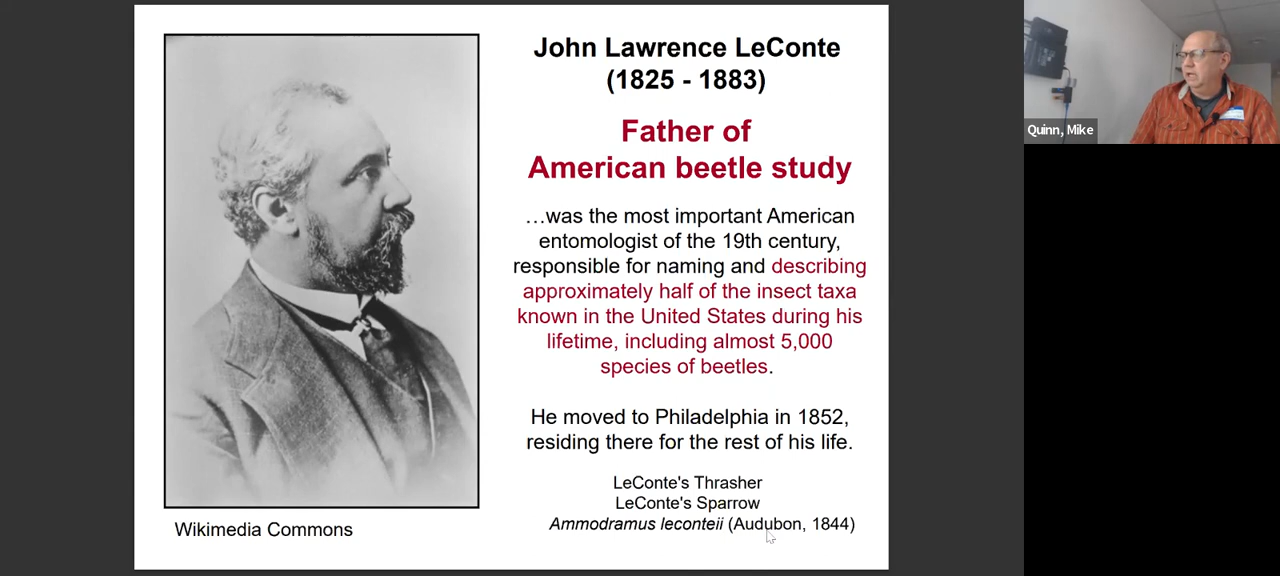 John Lawrence LeConte
(1825 - 1883)
Father of
American beetle study
…was the most important American
entomologist of the 19th century,
responsible for naming and describing
approximately half of the insect taxa
known in the United States during his
lifetime, including almost 5,000
species of beetles.
He moved to Philadelphia in 1852,
residing there for the rest of his life.
LeConte's Thrasher
LeConte's Sparrow
Ammodramus leconteii (Audubon, 1844)
Wikimedia Commons
Quinn, Mike